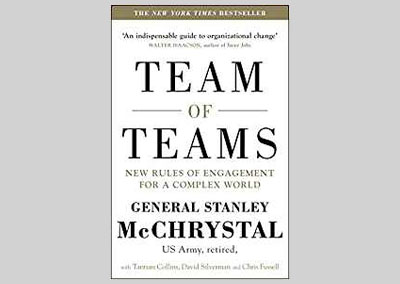 THE NEW YORK TIMES BESTSELLER
'An indispensable guide to organizational change'
WALTER ISAACSON, author of Steve Jobs
TEAM
OF
TEAMS
NEW RULES OF ENGAGEMENT
FOR A COMPLEX WORLD
GENERAL STANLEY
McCHRYSTAL
US Army, retired,
with Tantum Collins, David Silverman and Chris Fussell